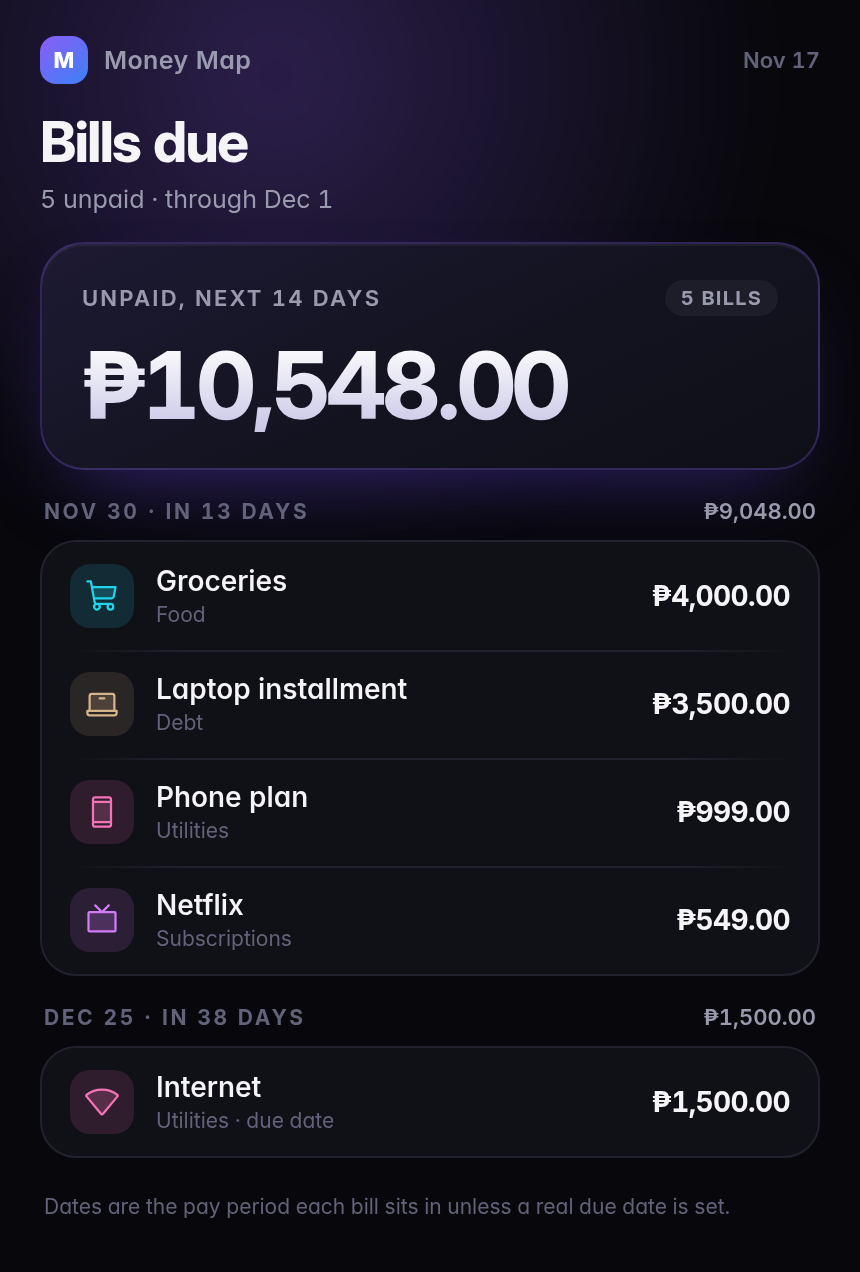 M Money Map Nov 17
Bills due
5 unpaid · through Dec 1
UNPAID, NEXT 14 DAYS 5 BILLS
₱10,548.00
NOV 30 · IN 13 DAYS ₱9,048.00
Groceries
Food
₱4,000.00
Laptop installment
Debt
₱3,500.00
Phone plan
Utilities
₱999.00
Netflix
Subscriptions
₱549.00
DEC 25 · IN 38 DAYS ₱1,500.00
Internet
Utilities · due date
₱1,500.00
Dates are the pay period each bill sits in unless a real due date is set.